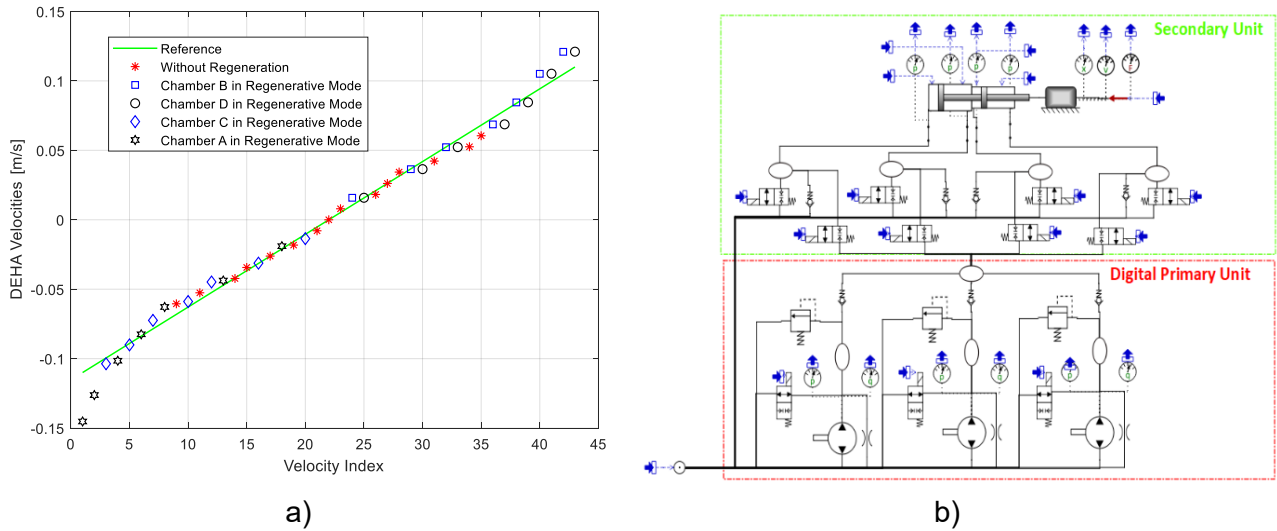 0.15
0.1
0.05
0
-0.05
-0.1
-0.15
DEHA Velocities [m/s]
Reference
Without Regeneration
Chamber B in Regenerative Mode
Chamber D in Regenerative Mode
Chamber C in Regenerative Mode
Chamber A in Regenerative Mode
0 5 10 15 20 25 30 35 40 45
Velocity Index
a)
Secondary Unit
p p p p x v
Digital Primary Unit
p q p q p q
b)